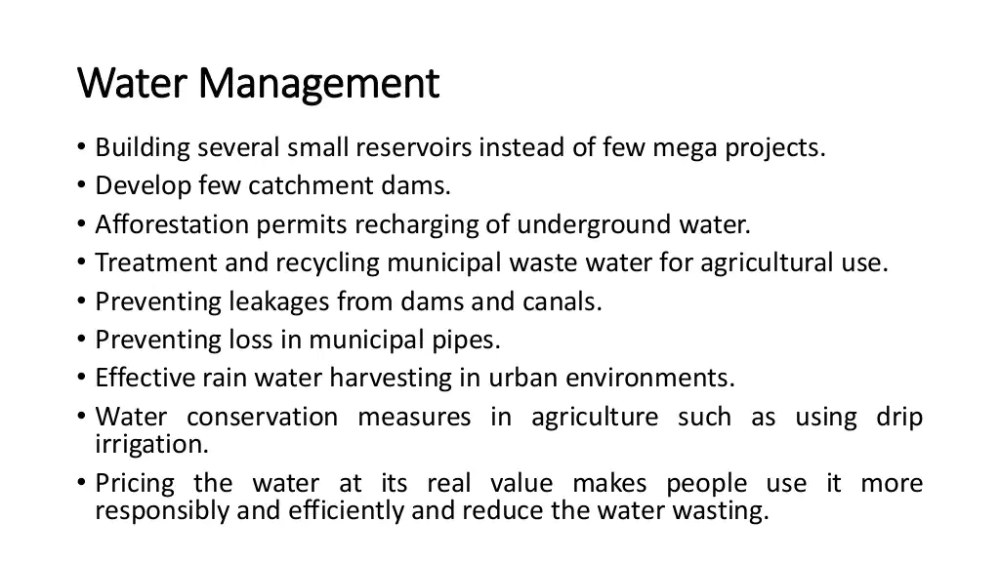 Water Management
• Building several small reservoirs instead of few mega projects.
• Develop few catchment dams.
• Afforestation permits recharging of underground water.
• Treatment and recycling municipal waste water for agricultural use.
• Preventing leakages from dams and canals.
• Preventing loss in municipal pipes.
• Effective rain water harvesting in urban environments.
• Water conservation measures in agriculture such as using drip
irrigation.
• Pricing the water at its real value makes people use it more
responsibly and efficiently and reduce the water wasting.